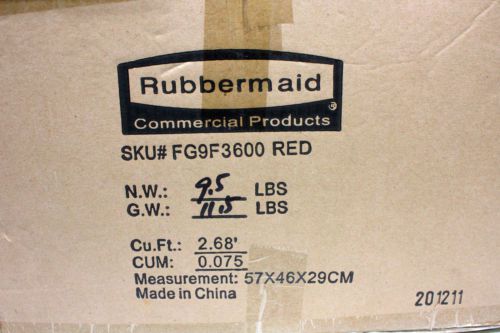 Rubbermaid
®
Commercial Products
SKU# FG9F3600 RED
N.W.: 9.5 LBS
G.W.: 11.5 LBS
Cu.Ft.: 2.68'
CUM: 0.075
Measurement: 57X46X29CM
Made in China
201211